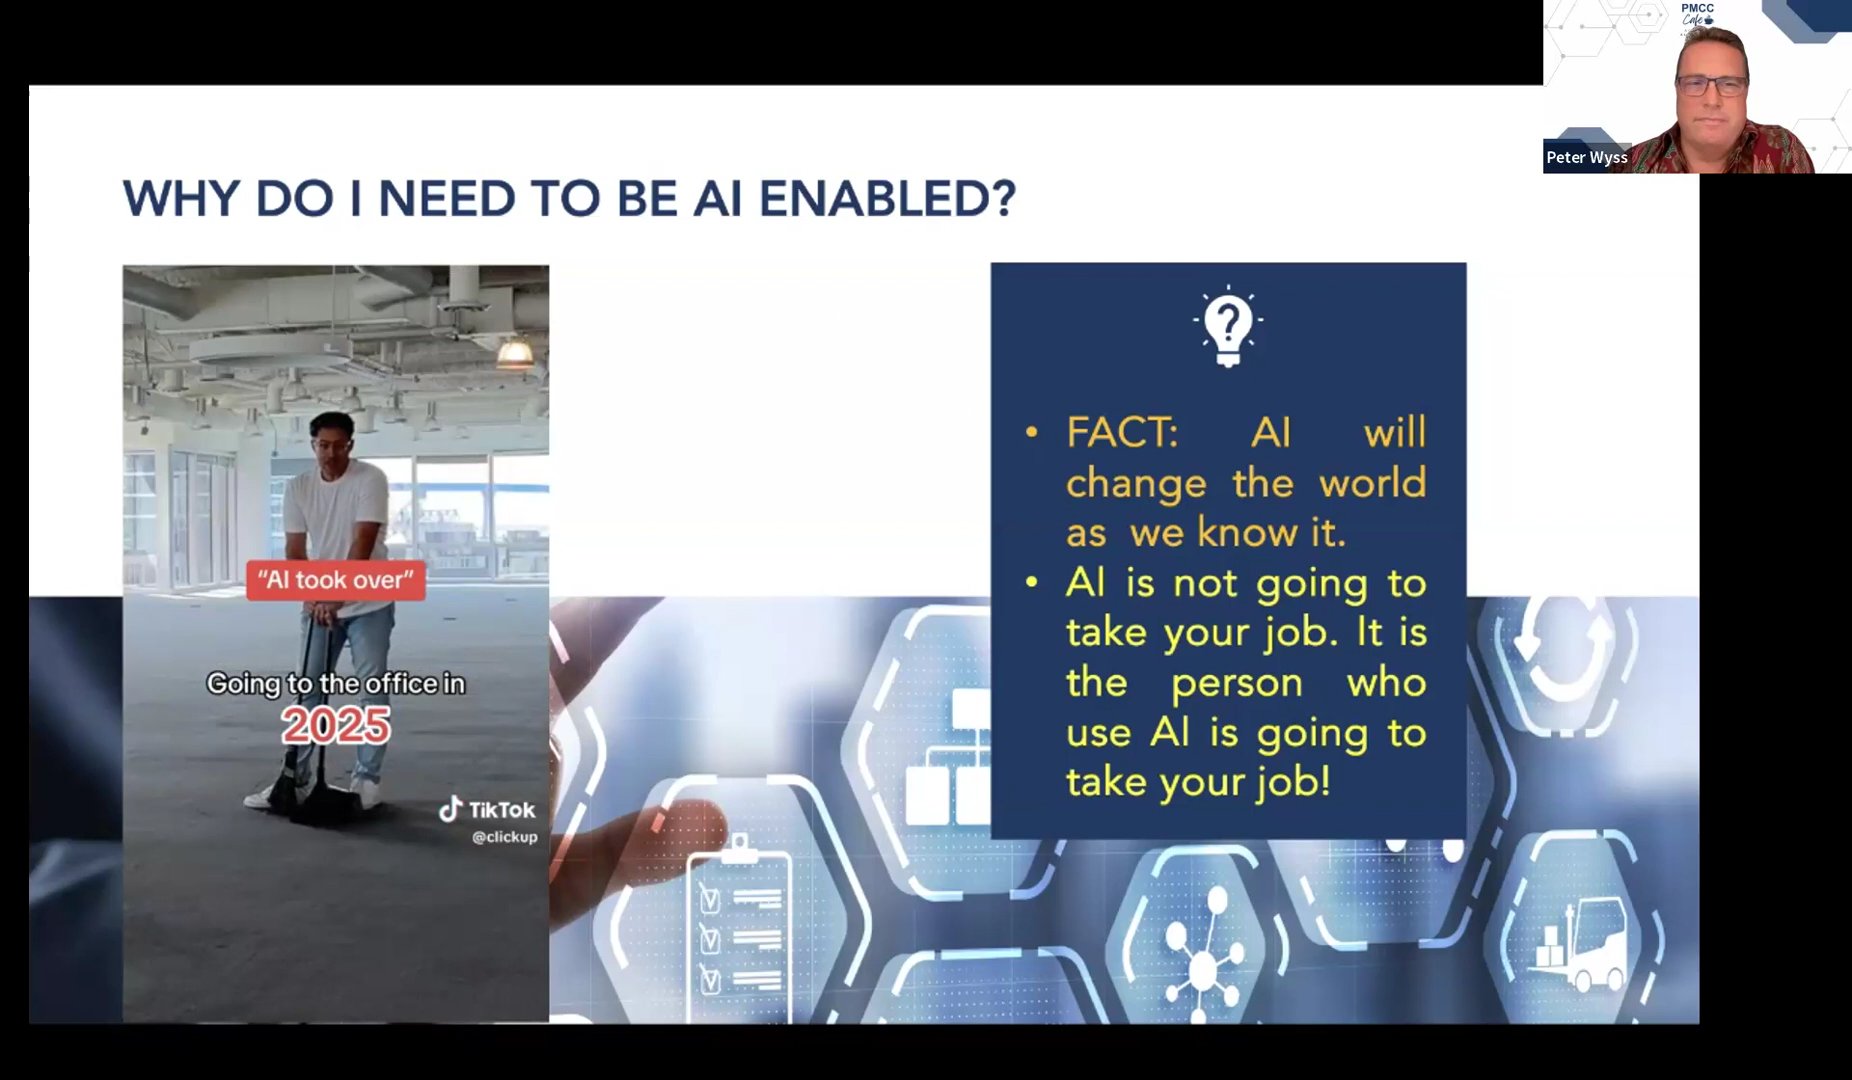 PMCC
Cafe
Peter Wyss
WHY DO I NEED TO BE AI ENABLED?
"AI took over"
Going to the office in
2025
TikTok
@clickup
?
• FACT: AI will
change the world
as we know it.
• AI is not going to
take your job. It is
the person who
use AI is going to
take your job!